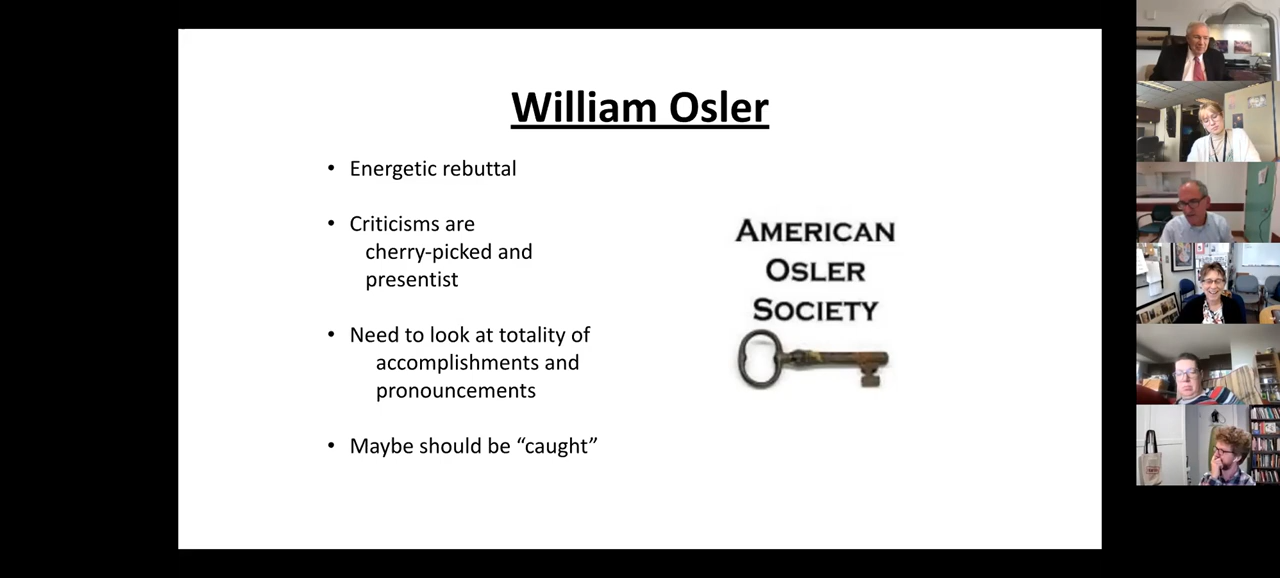 William Osler
• Energetic rebuttal
• Criticisms are
cherry-picked and
presentist
• Need to look at totality of
accomplishments and
pronouncements
• Maybe should be “caught”
AMERICAN
OSLER
SOCIETY